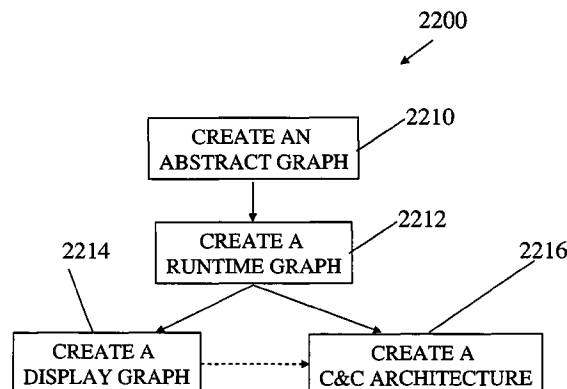 2200
CREATE AN
ABSTRACT GRAPH
2210
CREATE A
RUNTIME GRAPH
2212
2214
CREATE A
DISPLAY GRAPH
2216
CREATE A
C&C ARCHITECTURE